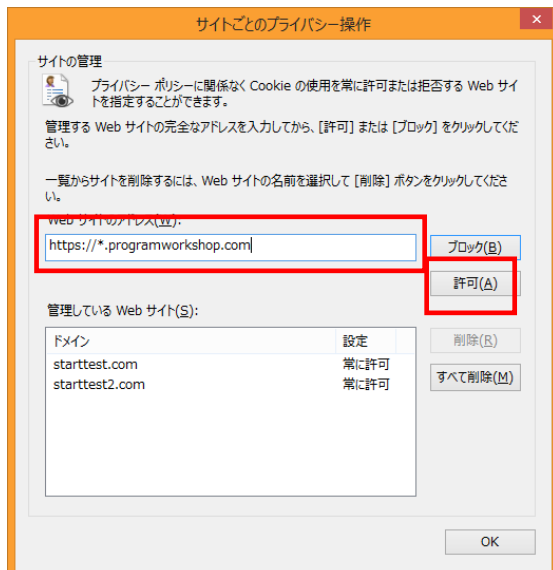 サイトごとのプライバシー操作
サイトの管理
プライバシー ポリシーに関係なく Cookie の使用を常に許可または拒否する Web サイ
トを指定することができます。
管理する Web サイトの完全なアドレスを入力してから、[許可] または [ブロック] をクリックしてくだ
さい。
一覧からサイトを削除するには、Web サイトの名前を選択して [削除] ボタンをクリックしてくださ
い。
Web サイトのアドレス(W):
https://*.programworkshop.com
ブロック(B)
許可(A)
管理している Web サイト(S):
ドメイン 設定
starttest.com 常に許可
starttest2.com 常に許可
削除(R)
すべて削除(M)
OK